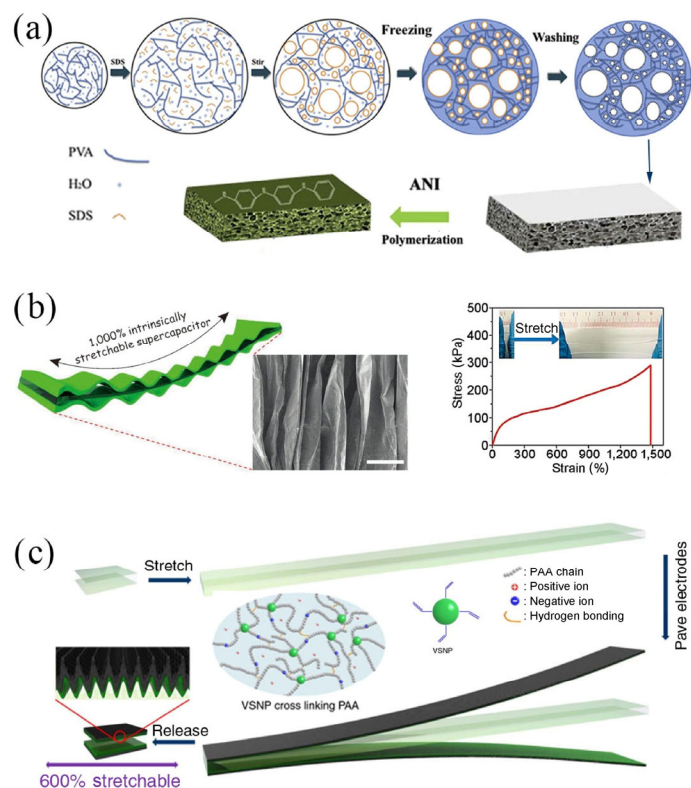 (a)
SDS
Stir
Freezing
Washing
PVA
H₂O
SDS
ANI
Polymerization
(b)
1,000% intrinsically
stretchable supercapacitor
500
400
300
200
100
0
Stress (kPa)
Stretch
0 300 600 900 1,200 1,500
Strain (%)
(c)
Stretch
: PAA chain
: Positive ion
: Negative ion
: Hydrogen bonding
VSNP
Pave electrodes
VSNP cross linking PAA
Release
600% stretchable